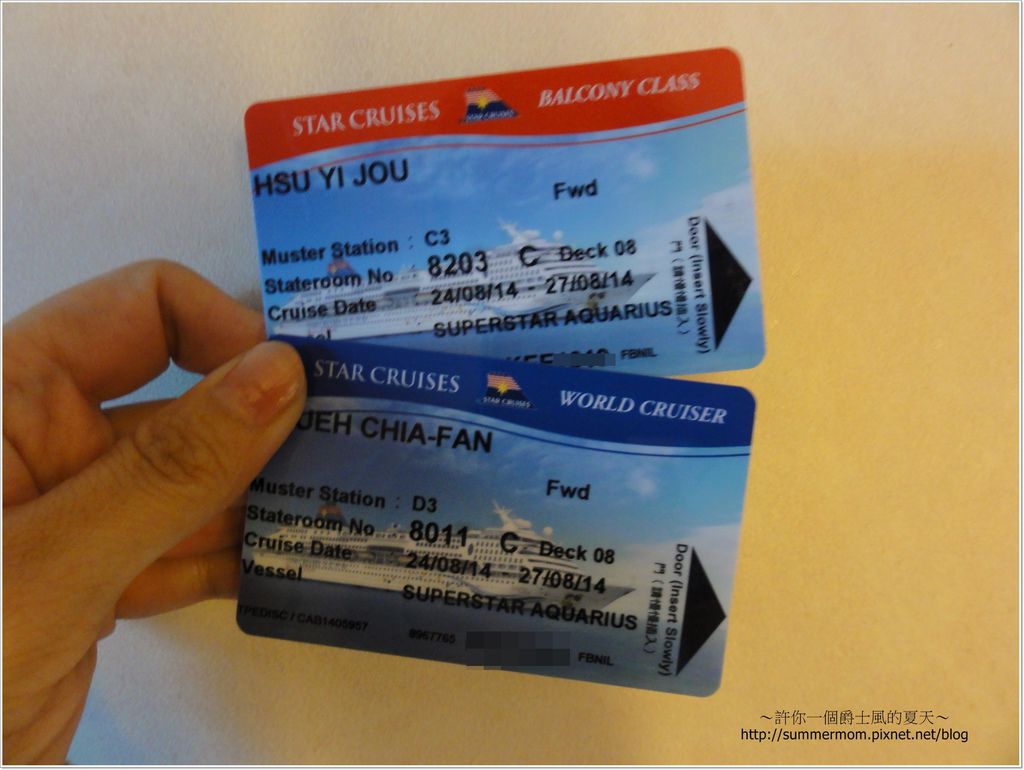 STAR CRUISES STAR CRUISES BALCONY CLASS
HSU YI JOU
Fwd
Muster Station : C3
Stateroom No : 8203 C Deck 08
Cruise Date : 24/08/14 - 27/08/14
SUPERSTAR AQUARIUS
FBNIL
Door (Insert Slowly)
門 (請慢慢插入)
STAR CRUISES STAR CRUISES WORLD CRUISER
UEH CHIA-FAN
Fwd
Muster Station : D3
Stateroom No : 8011 C Deck 08
Cruise Date : 24/08/14 - 27/08/14
Vessel SUPERSTAR AQUARIUS
TPEDISC / CAB1405957 8967765 FBNIL
Door (Insert Slowly)
門 (請慢慢插入)
～許你一個爵士風的夏天～
http://summermom.pixnet.net/blog